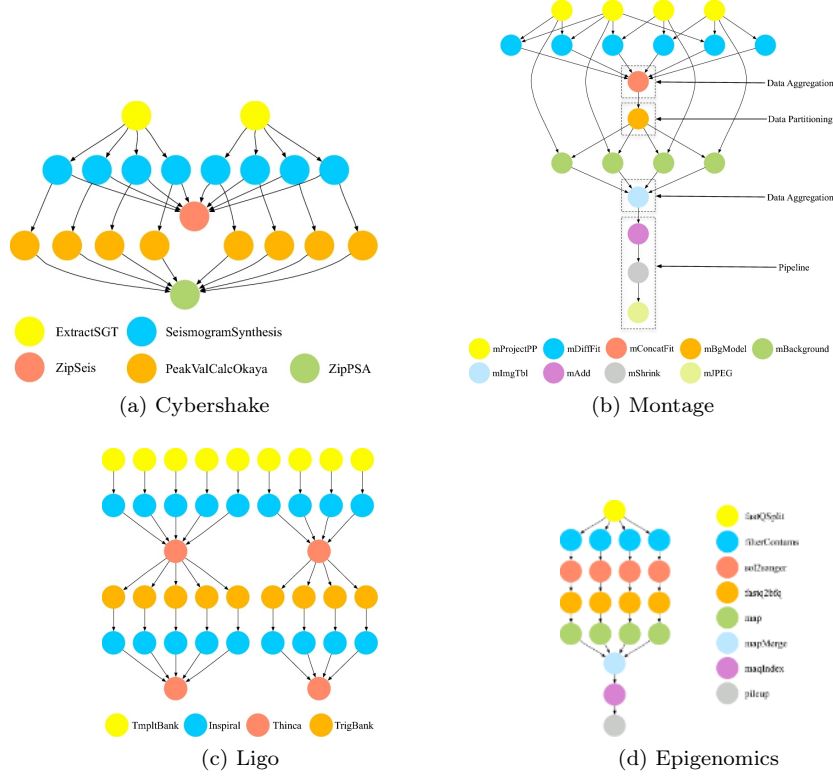 Data Aggregation
Data Partitioning
Data Aggregation
Pipeline
ExtractSGT SeismogramSynthesis
ZipSeis PeakValCalcOkaya ZipPSA
(a) Cybershake
mProjectPP mDiffFit mConcatFit mBgModel mBackground
mImgTbl mAdd mShrink mJPEG
(b) Montage
TmpltBank Inspiral Thinca TrigBank
(c) Ligo
fastQSplit
filterContams
sol2sanger
fastq2bfq
map
mapMerge
maqIndex
pileup
(d) Epigenomics